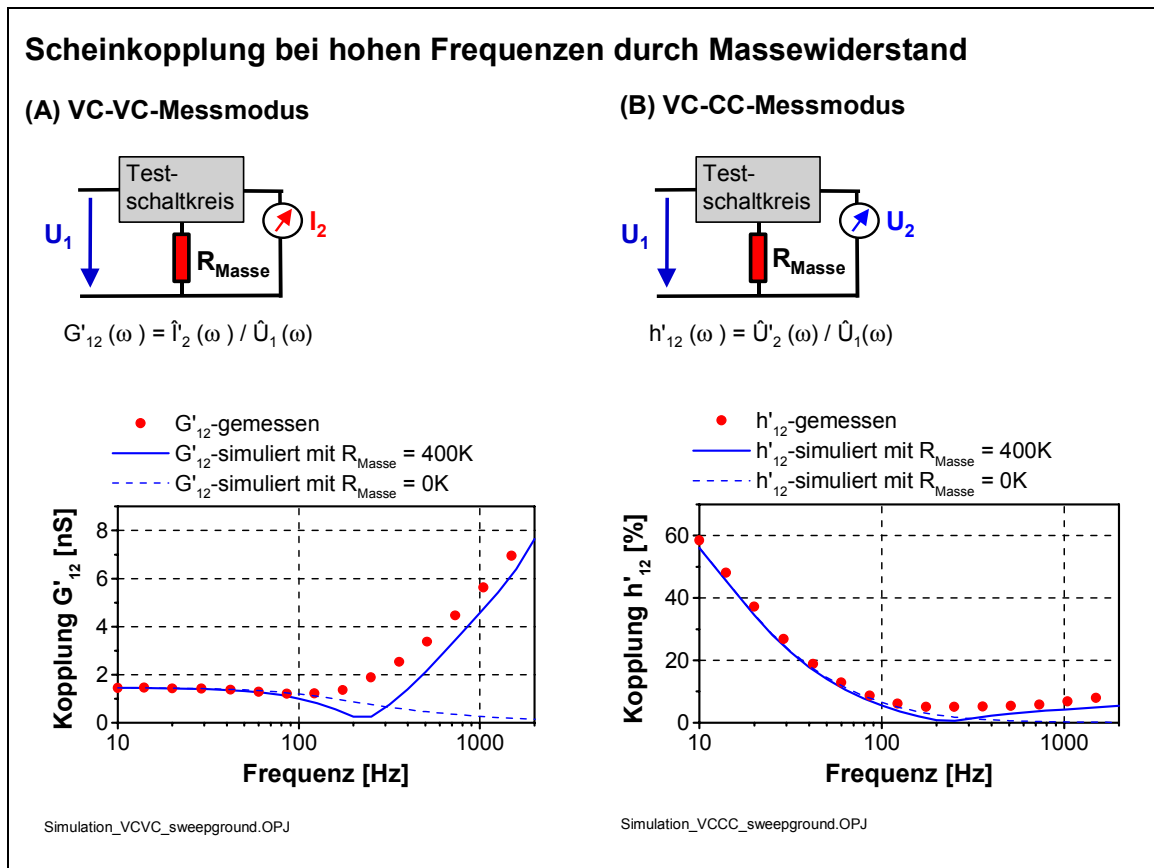 Scheinkopplung bei hohen Frequenzen durch Massewiderstand
(A) VC-VC-Messmodus
Test-
schaltkreis
U1
I2
RMasse
G'12 (ω ) = Î'2 (ω ) / Û1 (ω)
G'12-gemessen
G'12-simuliert mit RMasse = 400K
G'12-simuliert mit RMasse = 0K
Kopplung G'12 [nS]
8
6
4
2
0
10
100
1000
Frequenz [Hz]
Simulation_VCVC_sweepground.OPJ
(B) VC-CC-Messmodus
Test-
schaltkreis
U1
U2
RMasse
h'12 (ω) = Û'2 (ω) / Û1(ω)
h'12-gemessen
h'12-simuliert mit RMasse = 400K
h'12-simuliert mit RMasse = 0K
Kopplung h'12 [%]
60
40
20
0
10
100
1000
Frequenz [Hz]
Simulation_VCCC_sweepground.OPJ